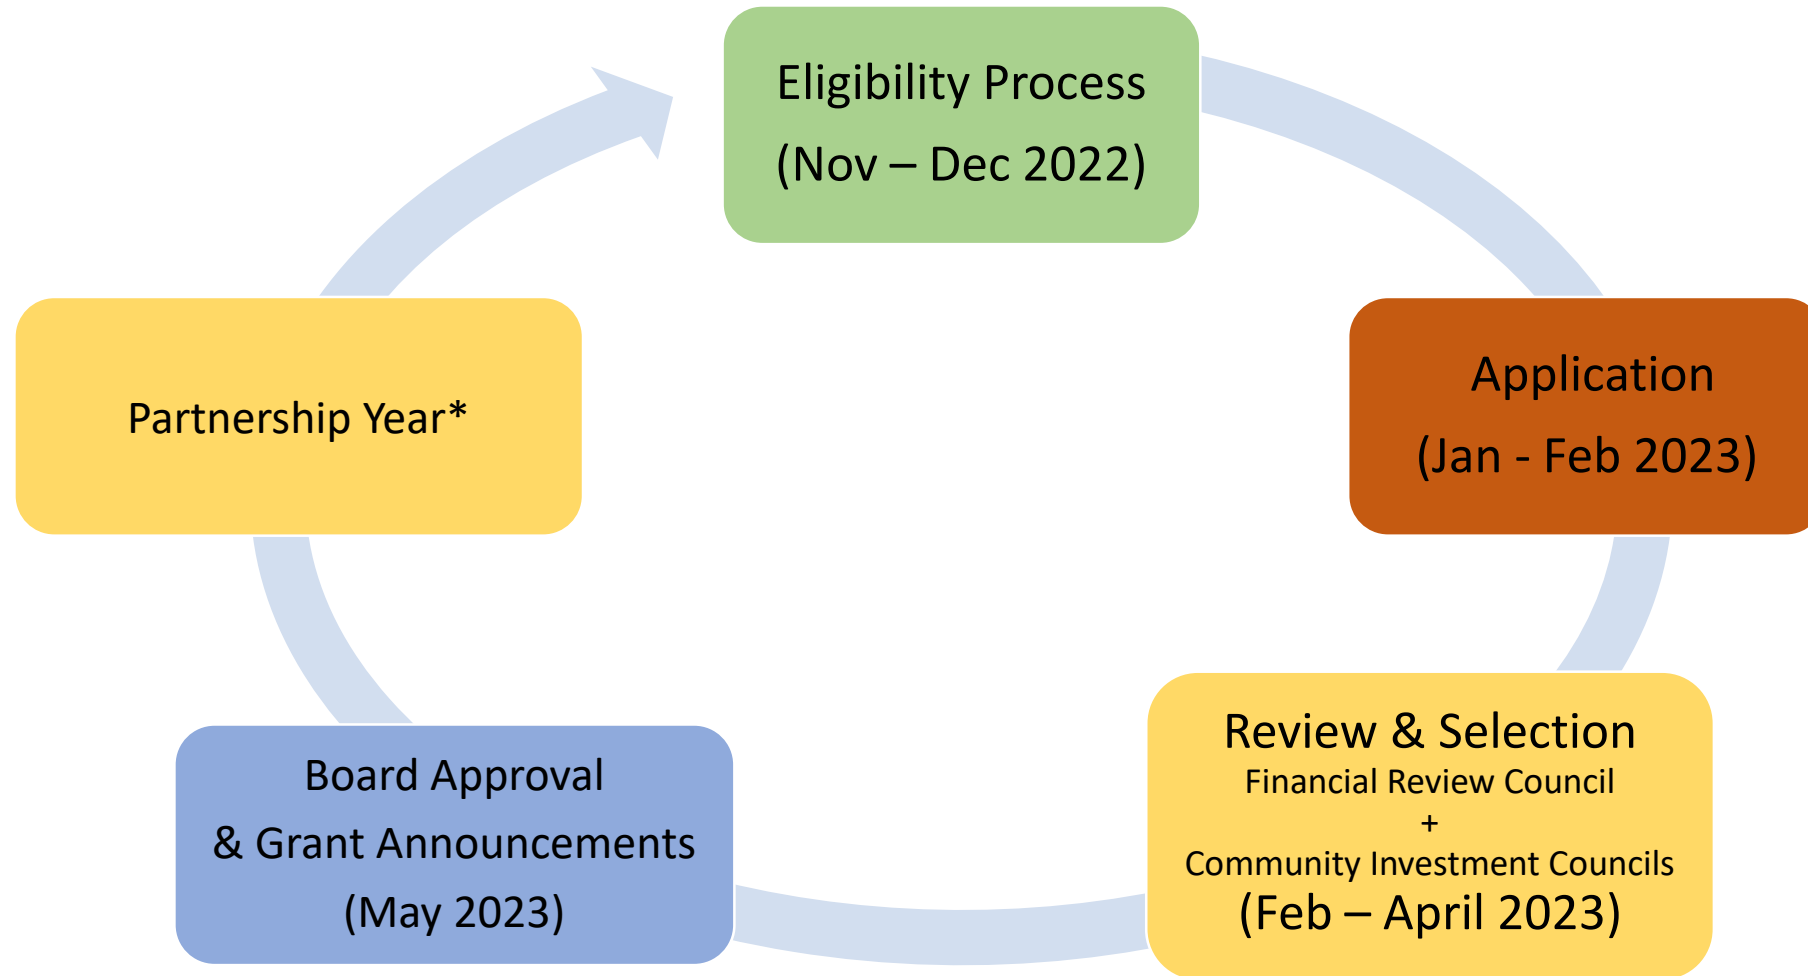 Eligibility Process
(Nov – Dec 2022)
Application
(Jan - Feb 2023)
Review & Selection
Financial Review Council
+
Community Investment Councils
(Feb – April 2023)
Board Approval
& Grant Announcements
(May 2023)
Partnership Year*